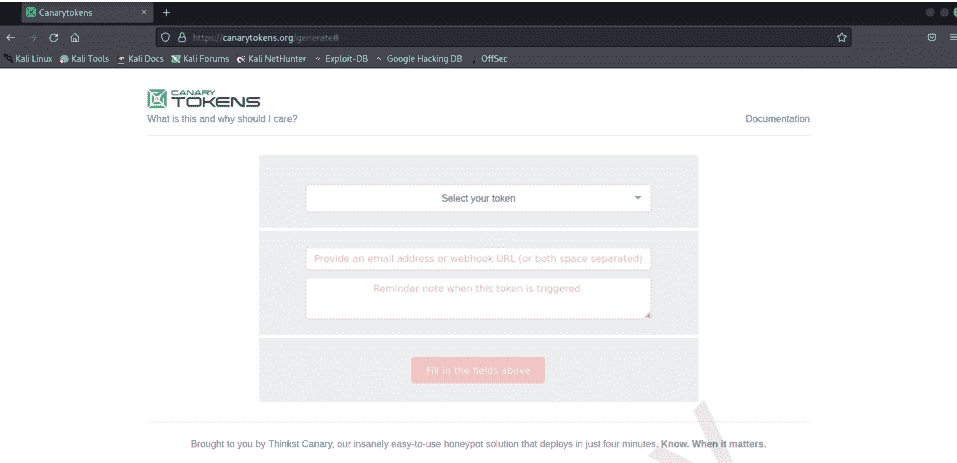 Canarytokens × +
https://canarytokens.org/generate#
Kali Linux Kali Tools Kali Docs Kali Forums Kali NetHunter Exploit-DB Google Hacking DB OffSec
CANARY
TOKENS
What is this and why should I care? Documentation
Select your token
Provide an email address or webhook URL (or both space separated)
Reminder note when this token is triggered.
Fill in the fields above
Brought to you by Thinkst Canary, our insanely easy-to-use honeypot solution that deploys in just four minutes. Know. When it matters.